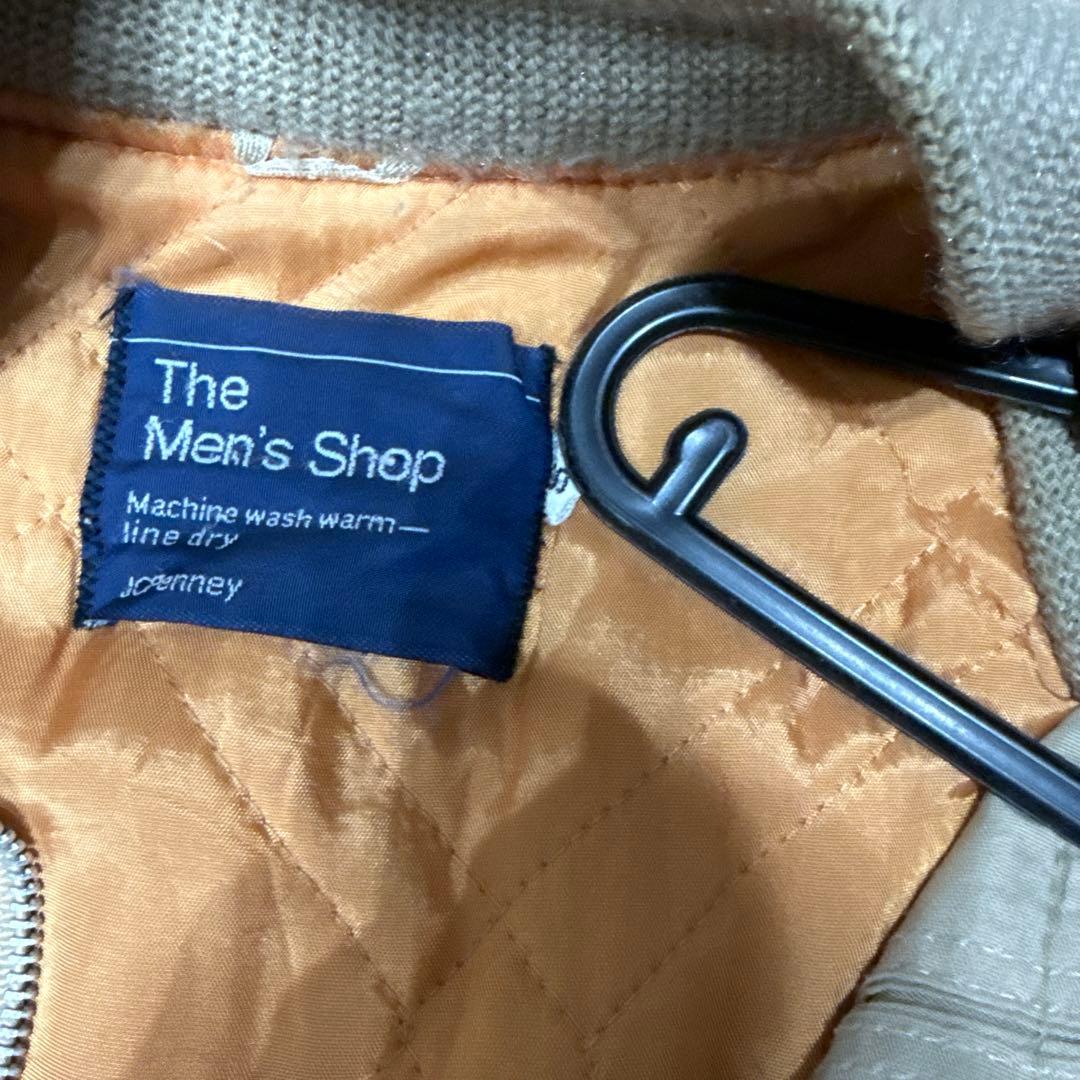 The
Men's Shop
Machine wash warm—
line dry
JCPenney